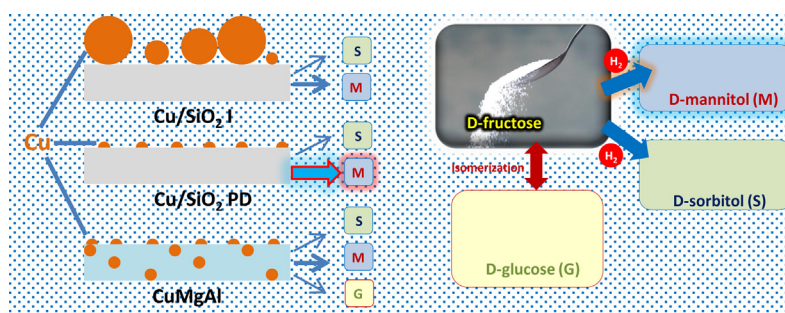 S
M
Cu/SiO₂ I
Cu
S
M
Cu/SiO₂ PD
S
M
G
CuMgAl
D-fructose
H₂
D-mannitol (M)
H₂
Isomerization
D-sorbitol (S)
D-glucose (G)